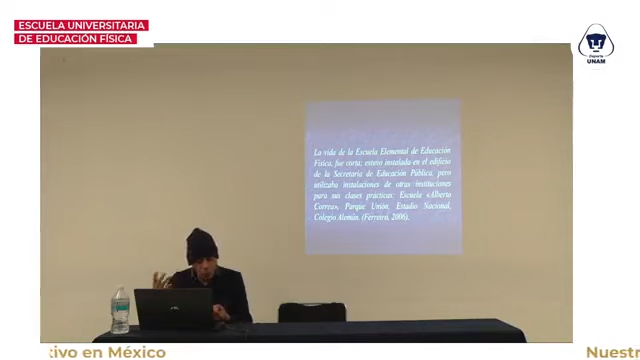 ESCUELA UNIVERSITARIA
DE EDUCACIÓN FÍSICA
Deporte
UNAM
La vida de la Escuela Elemental de Educación
Física, fue corta; estuvo instalada en el edificio
de la Secretaría de Educación Pública, pero
utilizaba instalaciones de otras instituciones
para sus clases prácticas: Escuela «Alberto
Correa», Parque Unión, Estadio Nacional,
Colegio Alemán. (Ferreiro, 2006).
tivo en México
Nuestr